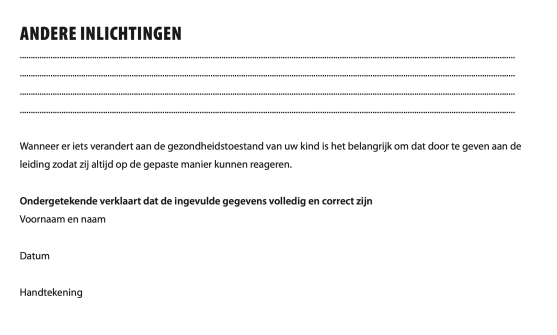 ANDERE INLICHTINGEN
Wanneer er iets verandert aan de gezondheidstoestand van uw kind is het belangrijk om dat door te geven aan de
leiding zodat zij altijd op de gepaste manier kunnen reageren.
Ondergetekende verklaart dat de ingevulde gegevens volledig en correct zijn
Voornaam en naam
Datum
Handtekening